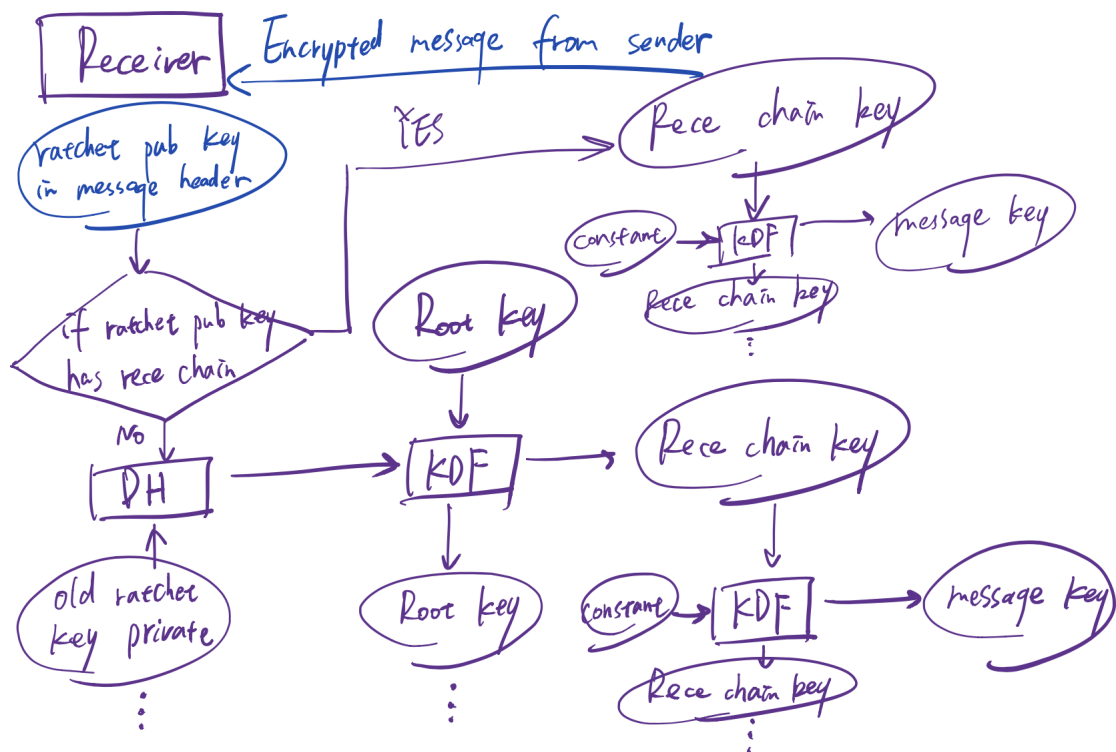 Receiver
Encrypted message from sender
ratchet pub key
in message header
YES
Rece chain key
constant
KDF
message key
Rece chain key
if ratchet pub key
has rece chain
Root key
NO
DH
KDF
Rece chain key
old ratchet
key private
Root key
constant
KDF
message key
Rece chain key